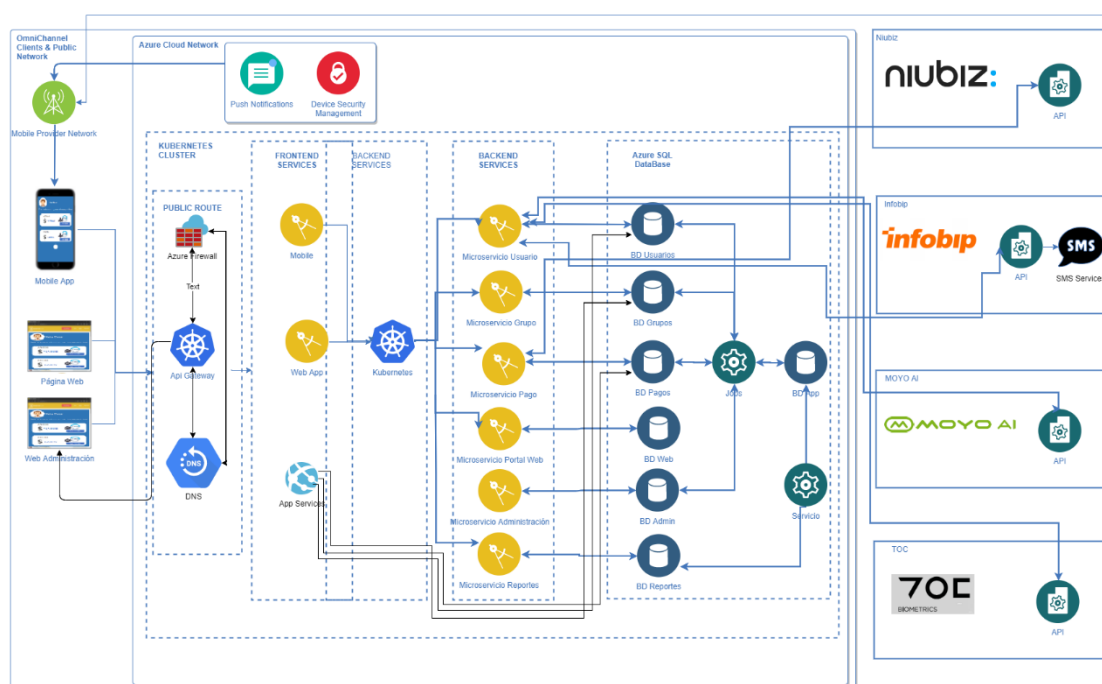 OmniChannel
Clients & Public
Network
Mobile Provider Network
Mobile App
Página Web
Web Administración
Azure Cloud Network
Push Notifications
Device Security
Management
KUBERNETES
CLUSTER
PUBLIC ROUTE
Azure Firewall
Text
Api Gateway
DNS
DNS
FRONTEND
SERVICES
Mobile
Web App
App Services
BACKEND
SERVICES
Kubernetes
BACKEND
SERVICES
Microservicio Usuario
Microservicio Grupo
Microservicio Pago
Microservicio Portal Web
Microservicio Administración
Microservicio Reportes
Azure SQL
DataBase
BD Usuarios
BD Grupos
BD Pagos
BD Web
BD Admin
BD Reportes
Jobs
BD App
Servicio
Niubiz
niubiz:
API
Infobip
infobip
API
SMS
SMS Service
MOYO AI
MOYO AI
API
TOC
TOC
BIOMETRICS
API